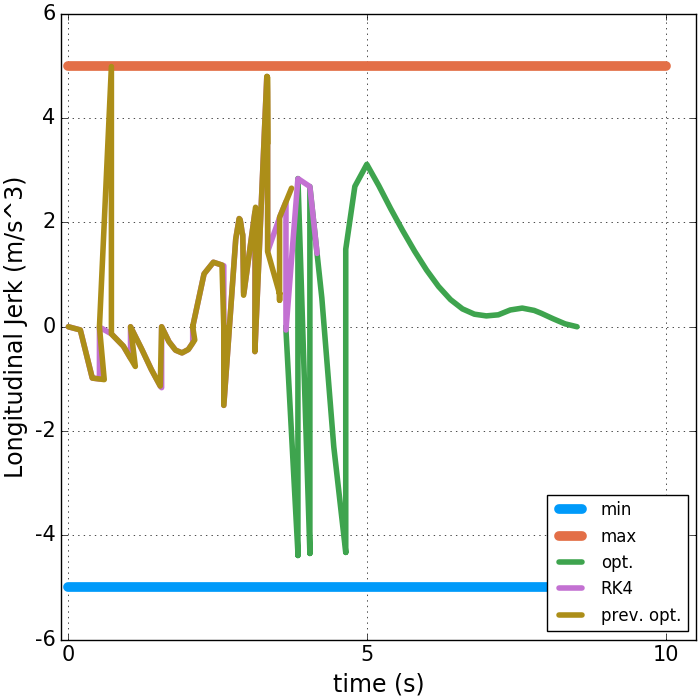 6
4
2
0
-2
-4
-6
Longitudinal Jerk (m/s^3)
0
5
10
time (s)
min
max
opt.
RK4
prev. opt.